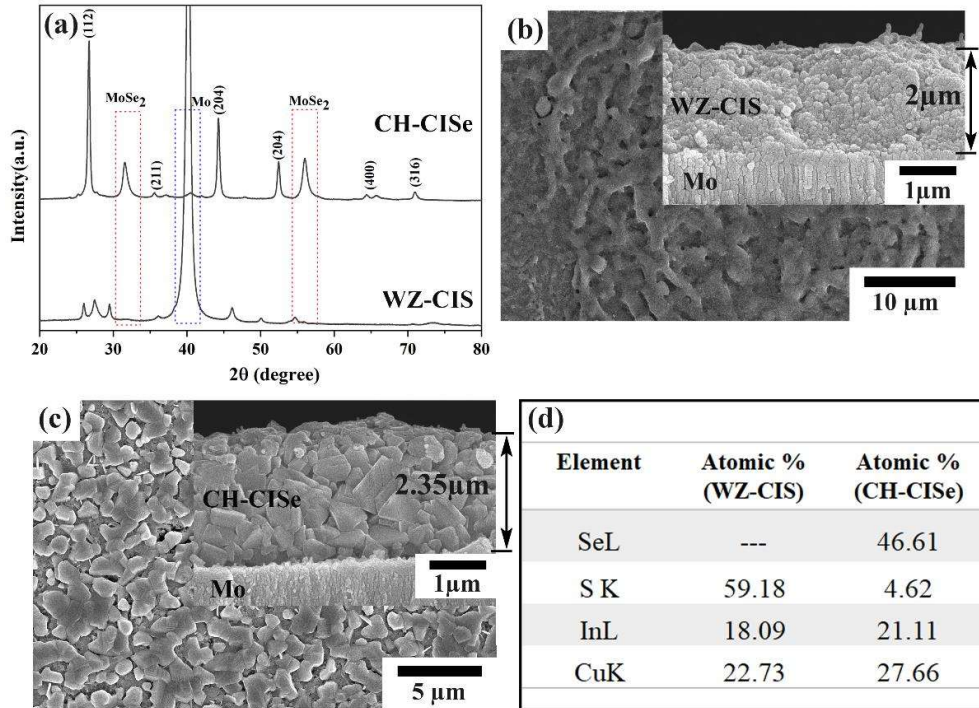 (a)
(112)
MoSe2
Mo
(204)
MoSe2
CH-CISe
(211)
(204)
(400)
(316)
WZ-CIS
Intensity(a.u.)
20 30 40 50 60 70 80
2θ (degree)
(b)
WZ-CIS
2μm
Mo
1μm
10 μm
(c)
CH-CISe
2.35μm
Mo
1μm
5 μm
(d)
Element Atomic % Atomic %
(WZ-CIS) (CH-CISe)
SeL --- 46.61
S K 59.18 4.62
InL 18.09 21.11
CuK 22.73 27.66